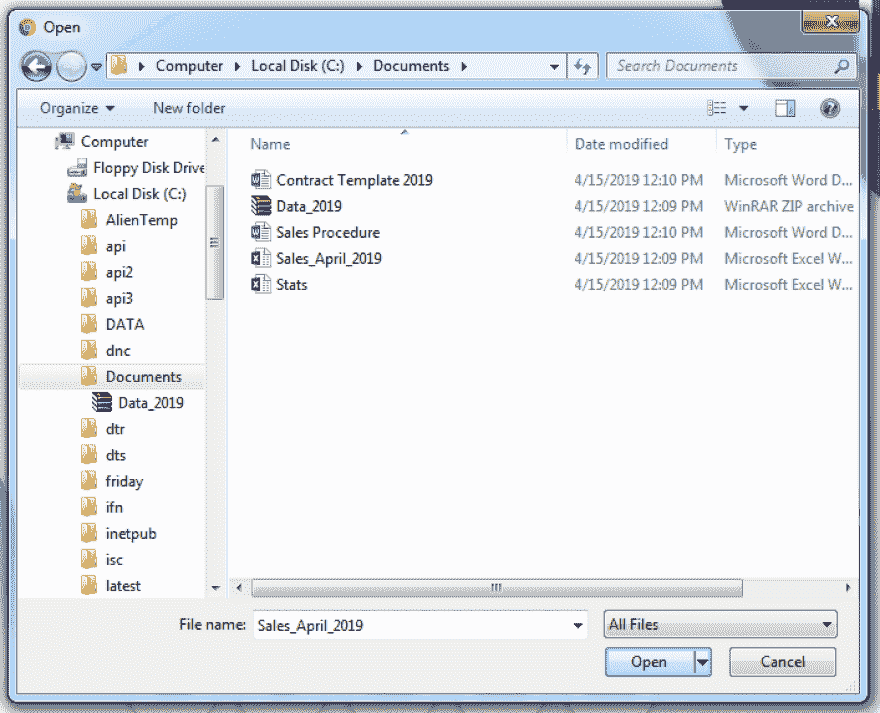 Open
Computer Local Disk (C:) Documents
Search Documents
Organize New folder
Computer
Floppy Disk Drive
Local Disk (C:)
AlienTemp
api
api2
api3
DATA
dnc
Documents
Data_2019
dtr
dts
friday
ifn
inetpub
isc
latest
Name Date modified Type
Contract Template 2019 4/15/2019 12:10 PM Microsoft Word D...
Data_2019 4/15/2019 12:09 PM WinRAR ZIP archive
Sales Procedure 4/15/2019 12:10 PM Microsoft Word D...
Sales_April_2019 4/15/2019 12:09 PM Microsoft Excel W...
Stats 4/15/2019 12:09 PM Microsoft Excel W...
File name: Sales_April_2019 All Files
Open Cancel